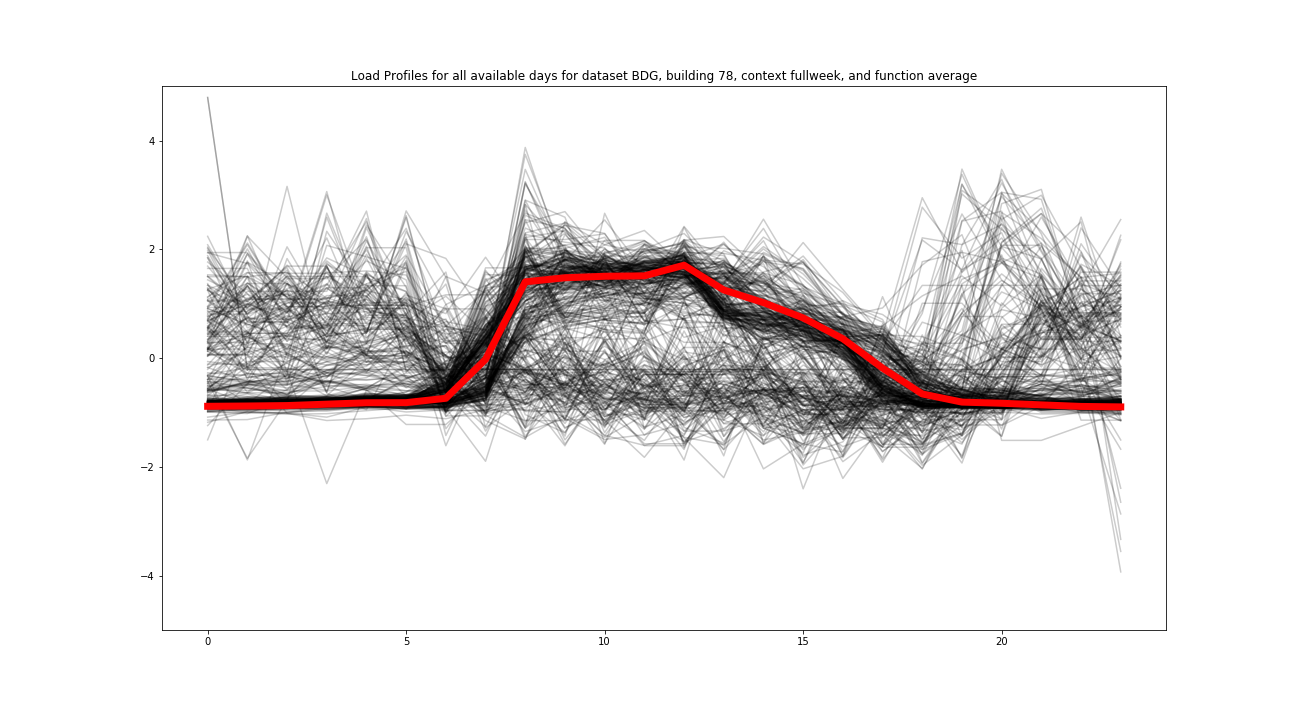 Load Profiles for all available days for dataset BDG, building 78, context fullweek, and function average
4
2
0
−2
−4
0 5 10 15 20